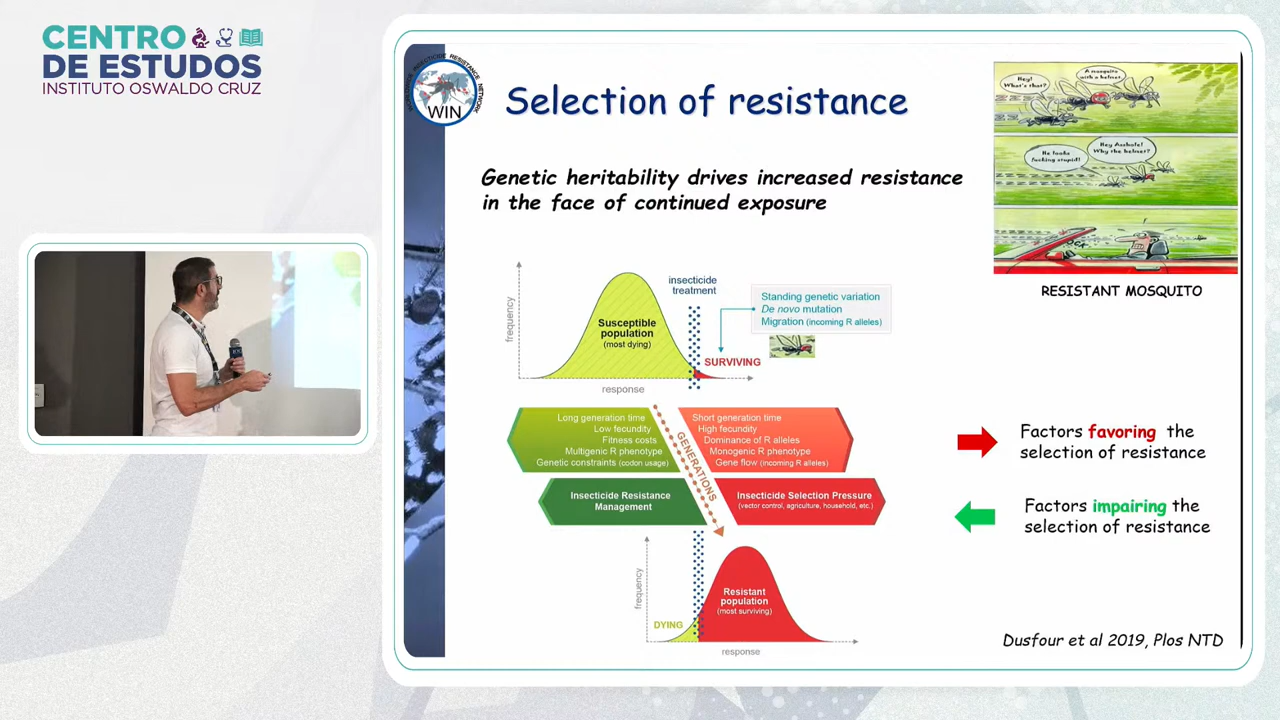 CENTRO
DE ESTUDOS
INSTITUTO OSWALDO CRUZ
WORLDWIDE INSECTICIDE RESISTANCE NETWORK
WIN
Selection of resistance
Genetic heritability drives increased resistance
in the face of continued exposure
Hey!
What's that?
A mosquito
with a helmet.
He looks
fucking stupid!
Hey Asshole!
Why the helmet?
RESISTANT MOSQUITO
frequency
Susceptible
population
(most dying)
insecticide
treatment
Standing genetic variation
De novo mutation
Migration (incoming R alleles)
SURVIVING
response
Long generation time
Low fecundity
Fitness costs
Multigenic R phenotype
Genetic constraints (codon usage)
GENERATIONS
Short generation time
High fecundity
Dominance of R alleles
Monogenic R phenotype
Gene flow (incoming R alleles)
Insecticide Resistance
Management
Insecticide Selection Pressure
(vector control, agriculture, household, etc.)
Factors favoring the
selection of resistance
Factors impairing the
selection of resistance
frequency
DYING
Resistant
population
(most surviving)
response
Dusfour et al 2019, Plos NTD